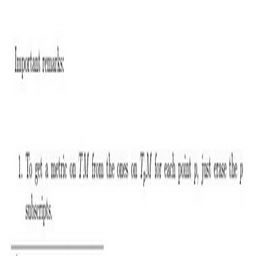 Important remarks:
1. To get a metric on TM from the ones on TₚM for each point p, just erase the p
subscripts.